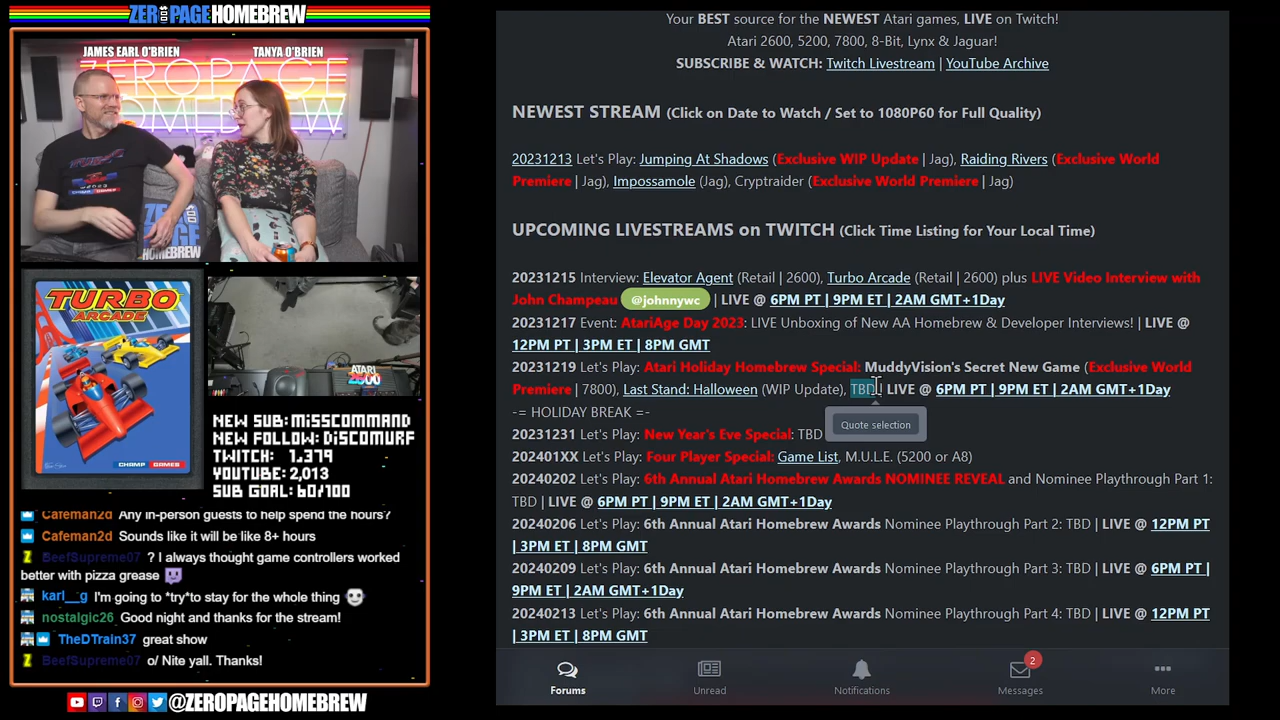 ZERO PAGE HOMEBREW
JAMES EARL O'BRIEN
TANYA O'BRIEN
ZEROPAGE
HOMEBREW
TURBO
ARCADE
CHAMP GAMES
NEW SUB: MISSCOMMAND
NEW FOLLOW: DISCOMURF
TWITCH: 1,379
YOUTUBE: 2,013
SUB GOAL: 60/100
Cafeman2d Any in-person guests to help spend the hours?
Cafeman2d Sounds like it will be like 8+ hours
BeefSupreme07 ? I always thought game controllers worked
better with pizza grease
karl__g I'm going to *try*to stay for the whole thing
nostalgic26 Good night and thanks for the stream!
TheDTrain37 great show
BeefSupreme07 o/ Nite yall. Thanks!
@ZEROPAGEHOMEBREW
Your BEST source for the NEWEST Atari games, LIVE on Twitch!
Atari 2600, 5200, 7800, 8-Bit, Lynx & Jaguar!
SUBSCRIBE & WATCH: Twitch Livestream | YouTube Archive
NEWEST STREAM (Click on Date to Watch / Set to 1080P60 for Full Quality)
20231213 Let's Play: Jumping At Shadows (Exclusive WIP Update | Jag), Raiding Rivers (Exclusive World
Premiere | Jag), Impossamole (Jag), Cryptraider (Exclusive World Premiere | Jag)
UPCOMING LIVESTREAMS on TWITCH (Click Time Listing for Your Local Time)
20231215 Interview: Elevator Agent (Retail | 2600), Turbo Arcade (Retail | 2600) plus LIVE Video Interview with
John Champeau @johnnywc | LIVE @ 6PM PT | 9PM ET | 2AM GMT+1Day
20231217 Event: AtariAge Day 2023: LIVE Unboxing of New AA Homebrew & Developer Interviews! | LIVE @
12PM PT | 3PM ET | 8PM GMT
20231219 Let's Play: Atari Holiday Homebrew Special: MuddyVision's Secret New Game (Exclusive World
Premiere | 7800), Last Stand: Halloween (WIP Update), TBD | LIVE @ 6PM PT | 9PM ET | 2AM GMT+1Day
-= HOLIDAY BREAK =-
Quote selection
20231231 Let's Play: New Year's Eve Special: TBD
202401XX Let's Play: Four Player Special: Game List, M.U.L.E. (5200 or A8)
20240202 Let's Play: 6th Annual Atari Homebrew Awards NOMINEE REVEAL and Nominee Playthrough Part 1:
TBD | LIVE @ 6PM PT | 9PM ET | 2AM GMT+1Day
20240206 Let's Play: 6th Annual Atari Homebrew Awards Nominee Playthrough Part 2: TBD | LIVE @ 12PM PT
| 3PM ET | 8PM GMT
20240209 Let's Play: 6th Annual Atari Homebrew Awards Nominee Playthrough Part 3: TBD | LIVE @ 6PM PT |
9PM ET | 2AM GMT+1Day
20240213 Let's Play: 6th Annual Atari Homebrew Awards Nominee Playthrough Part 4: TBD | LIVE @ 12PM PT
| 3PM ET | 8PM GMT
2
Forums Unread Notifications Messages More